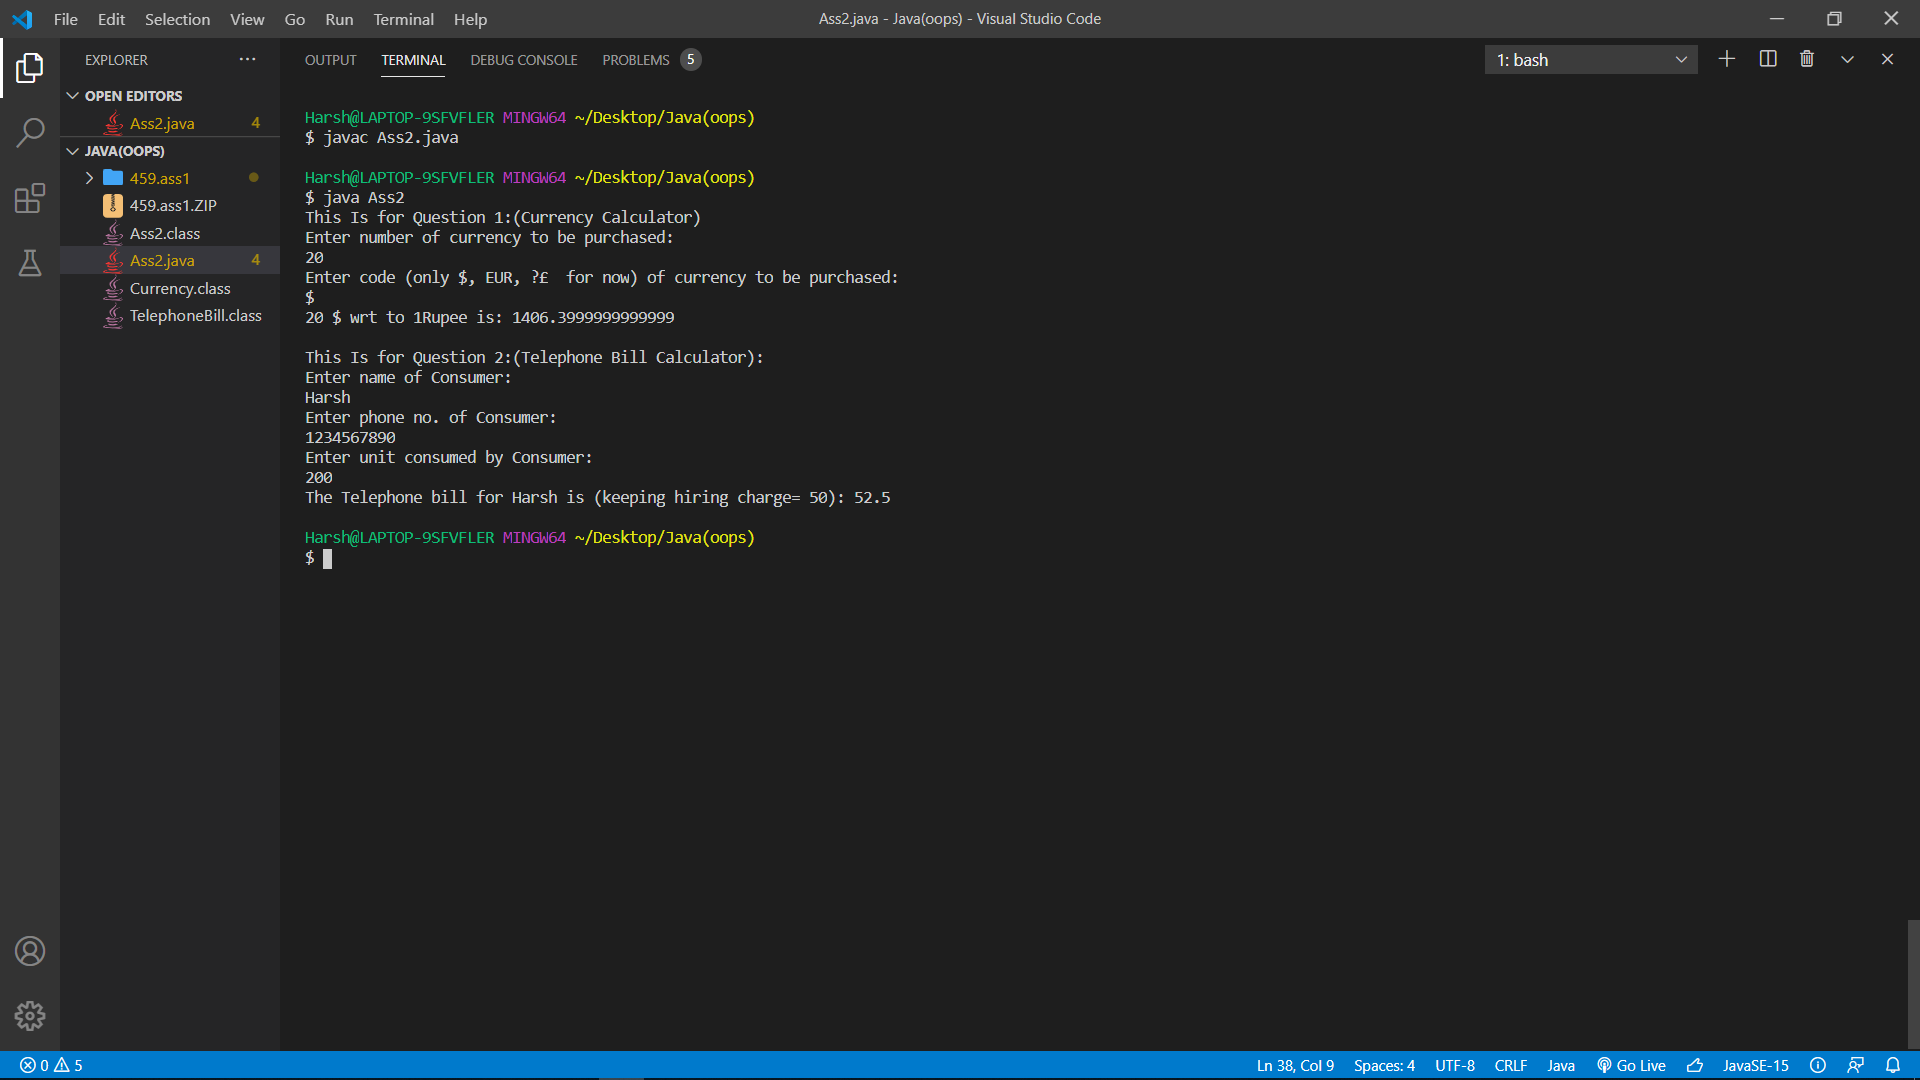 File Edit Selection View Go Run Terminal Help
Ass2.java - Java(oops) - Visual Studio Code
EXPLORER
OPEN EDITORS
Ass2.java 4
JAVA(OOPS)
459.ass1
459.ass1.ZIP
Ass2.class
Ass2.java 4
Currency.class
TelephoneBill.class
OUTPUT TERMINAL DEBUG CONSOLE PROBLEMS 5
1: bash
Harsh@LAPTOP-9SFVFLER MINGW64 ~/Desktop/Java(oops)
$ javac Ass2.java
Harsh@LAPTOP-9SFVFLER MINGW64 ~/Desktop/Java(oops)
$ java Ass2
This Is for Question 1:(Currency Calculator)
Enter number of currency to be purchased:
20
Enter code (only $, EUR, ?£  for now) of currency to be purchased:
$
20 $ wrt to 1Rupee is: 1406.3999999999999
This Is for Question 2:(Telephone Bill Calculator):
Enter name of Consumer:
Harsh
Enter phone no. of Consumer:
1234567890
Enter unit consumed by Consumer:
200
The Telephone bill for Harsh is (keeping hiring charge= 50): 52.5
Harsh@LAPTOP-9SFVFLER MINGW64 ~/Desktop/Java(oops)
$
0 5
Ln 38, Col 9 Spaces: 4 UTF-8 CRLF Java Go Live JavaSE-15